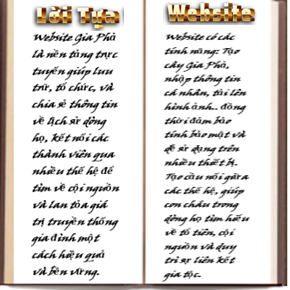 Lời Tựa
Website Gia Phả
là nền tảng trực
tuyến giúp lưu
trữ, tổ chức, và
chia sẻ thông tin
về lịch sử dòng
họ, kết nối các
thành viên qua
nhiều thế hệ để
tìm về cội nguồn
và lan tỏa giá
trị truyền thống
gia đình một
cách hiệu quả
và bền vững.
Website
Website có các
tính năng: Tạo
cây Gia Phả,
nhập thông tin
cá nhân, tải lên
hình ảnh.. đồng
thời đảm bảo
tính bảo mật và
dễ sử dụng trên
nhiều thiết bị.
Tạo cầu nối giữa
các thế hệ, giúp
con cháu trong
dòng họ tìm hiểu
về tổ tiên, cội
nguồn và duy
trì sự liên kết
gia tộc.